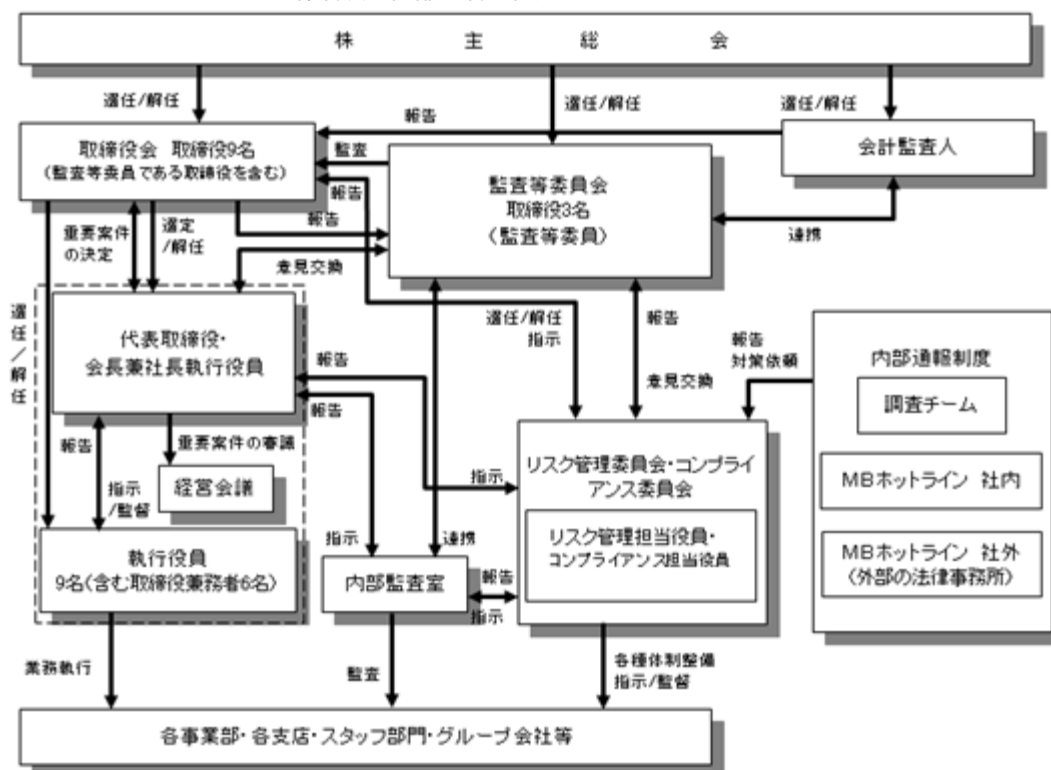 株主総会
選任/解任
選任/解任
選任/解任
報告
取締役会 取締役9名
(監査等委員である取締役を含む)
監査
報告
報告
監査等委員会
取締役3名
(監査等委員)
会計監査人
連携
重要案件
の決定
選定
/解任
意見交換
選任/解任
代表取締役・
会長兼社長執行役員
報告
報告
選任/解任
指示
報告
意見交換
報告
対策依頼
内部通報制度
調査チーム
MBホットライン 社内
MBホットライン 社外
(外部の法律事務所)
報告
指示
/監督
重要案件の審議
経営会議
指示
指示
連携
リスク管理委員会・コンプライ
アンス委員会
リスク管理担当役員・
コンプライアンス担当役員
執行役員
9名(含む取締役兼務者6名)
内部監査室
報告
指示
業務執行
監査
各種体制整備
指示/監督
各事業部・各支店・スタッフ部門・グループ会社等